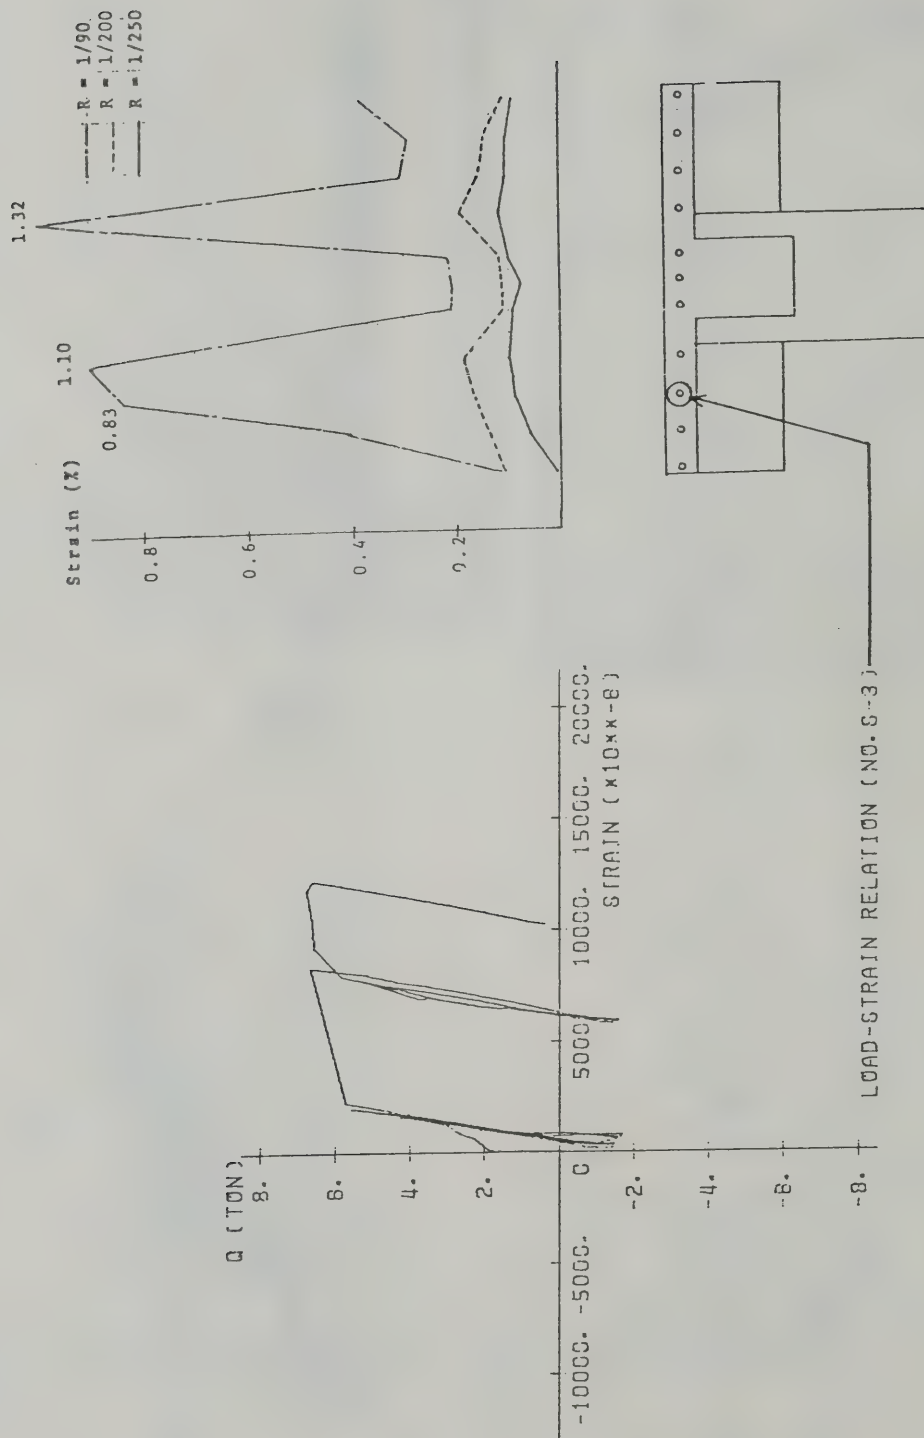 Strain (%)
0.8
0.6
0.4
0.2
0.83
1.10
1.32
R = 1/90
R = 1/200
R = 1/250
Q (TON)
8.
6.
4.
2.
0
-2.
-4.
-6.
-8.
-10000. -5000. 5000 10000. 15000. 20000.
STRAIN (*10**-6)
LOAD-STRAIN RELATION (NO. S-3)